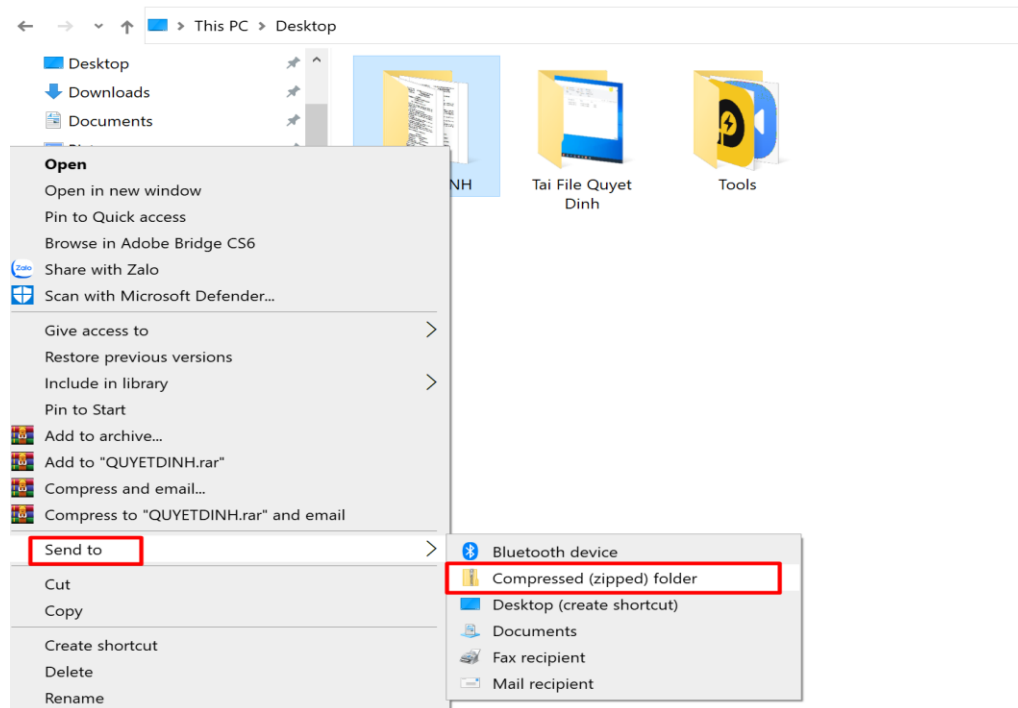 This PC > Desktop
Desktop
Downloads
Documents
NH
Tai File Quyet
Dinh
Tools
Open
Open in new window
Pin to Quick access
Browse in Adobe Bridge CS6
Zalo
Share with Zalo
Scan with Microsoft Defender...
Give access to
Restore previous versions
Include in library
Pin to Start
Add to archive...
Add to "QUYETDINH.rar"
Compress and email...
Compress to "QUYETDINH.rar" and email
Send to
Cut
Copy
Create shortcut
Delete
Rename
Bluetooth device
Compressed (zipped) folder
Desktop (create shortcut)
Documents
Fax recipient
Mail recipient